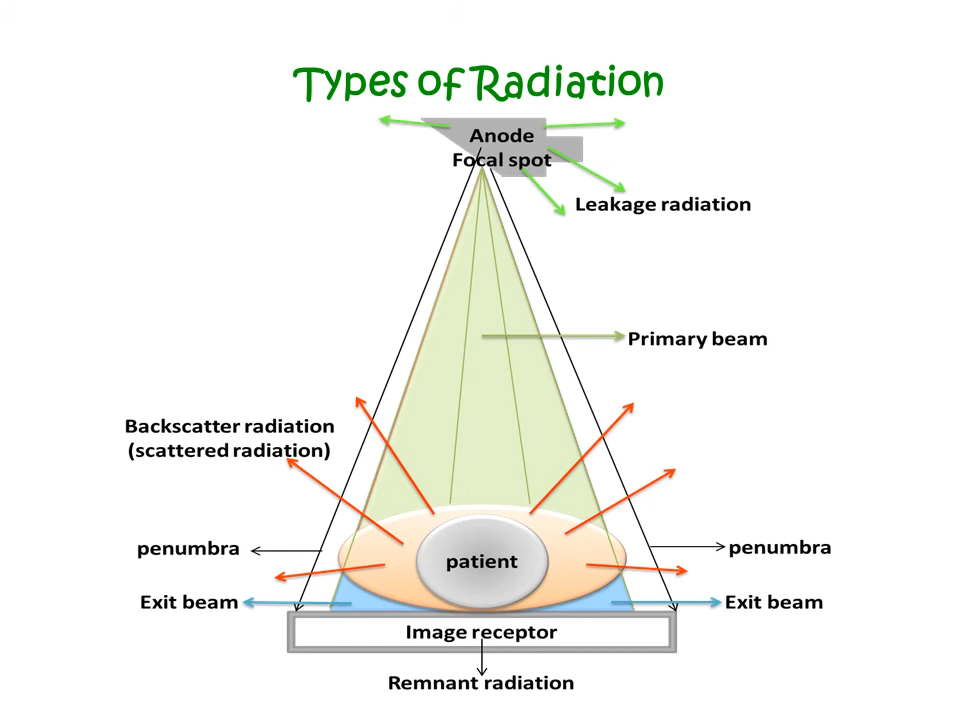 Types of Radiation
Anode
Focal spot
Leakage radiation
Primary beam
Backscatter radiation
(scattered radiation)
penumbra
patient
penumbra
Exit beam
Exit beam
Image receptor
Remnant radiation